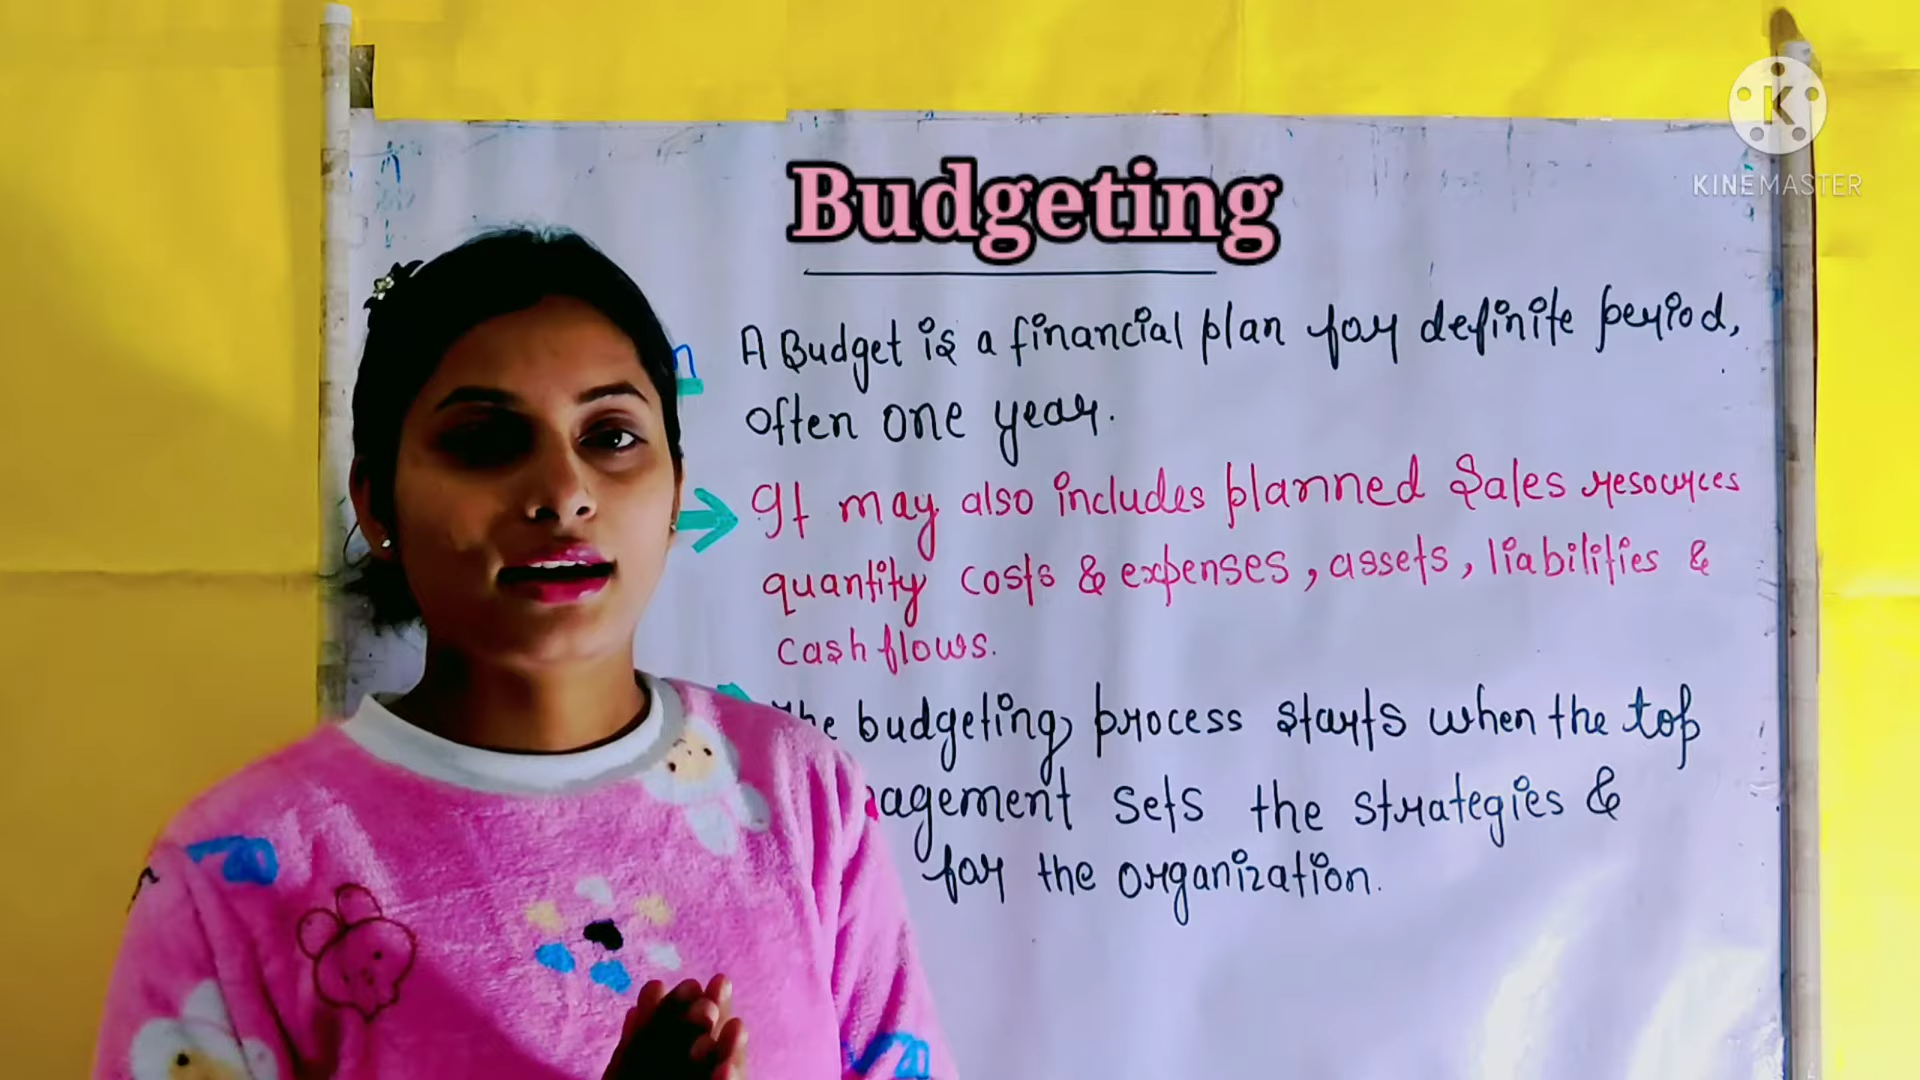 Budgeting
KINEMASTER
A Budget is a financial plan for definite period,
often one year.
It may also includes planned Sales resources
quantity costs & expenses, assets, liabilities &
cash flows.
budgeting process starts when the top
sets the strategies &
for the organization.